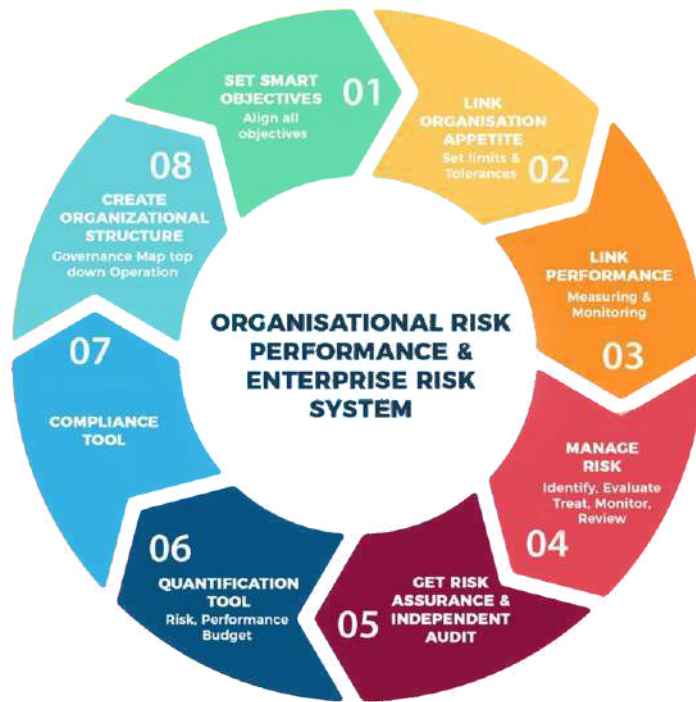 SET SMART
OBJECTIVES
Align all
objectives
01
LINK
ORGANISATION
APPETITE
Set limits &
Tolerances
02
LINK
PERFORMANCE
Measuring &
Monitoring
03
MANAGE
RISK
Identify, Evaluate
Treat, Monitor,
Review
04
GET RISK
ASSURANCE &
INDEPENDENT
AUDIT
05
06
QUANTIFICATION
TOOL
Risk, Performance
Budget
07
COMPLIANCE
TOOL
08
CREATE
ORGANIZATIONAL
STRUCTURE
Governance Map top
down Operation
ORGANISATIONAL RISK
PERFORMANCE &
ENTERPRISE RISK
SYSTEM